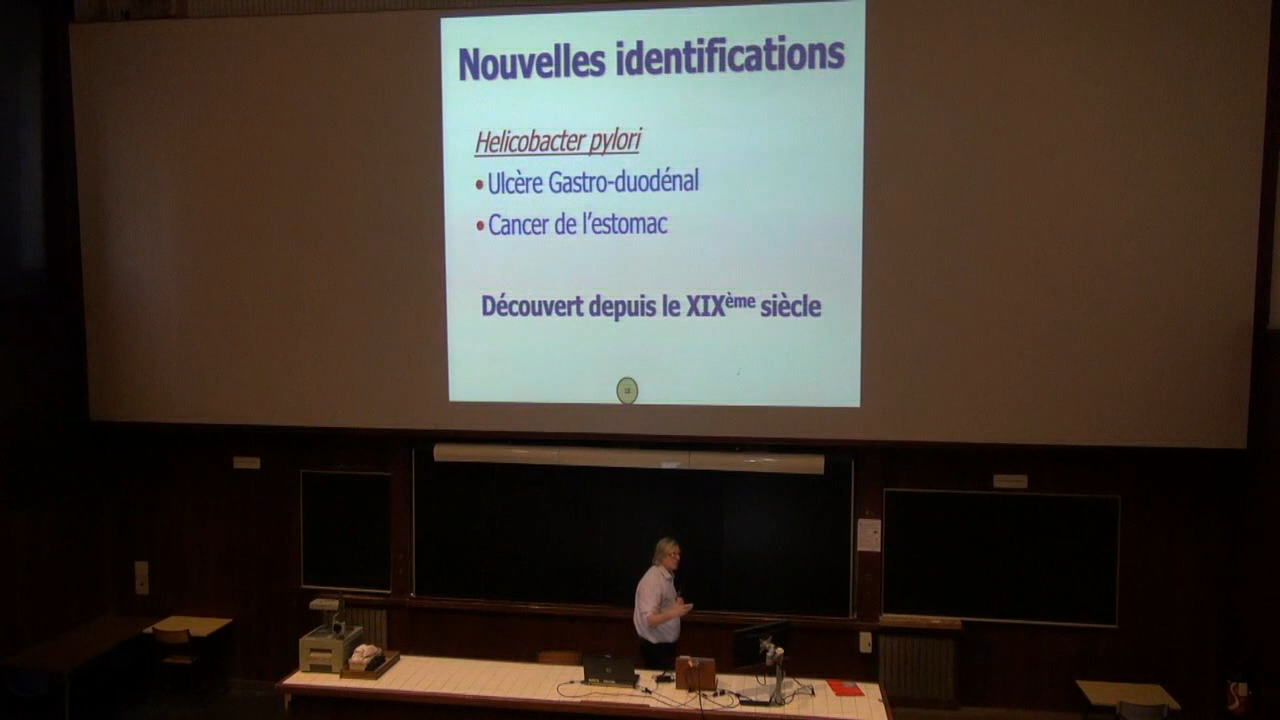 Nouvelles identifications
Helicobacter pylori
• Ulcère Gastro-duodénal
• Cancer de l'estomac
Découvert depuis le XIXème siècle